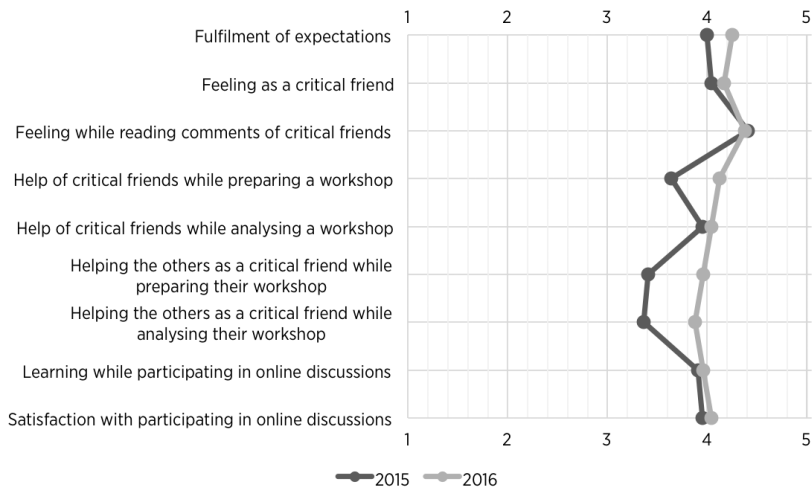 1 2 3 4 5
Fulfilment of expectations
Feeling as a critical friend
Feeling while reading comments of critical friends
Help of critical friends while preparing a workshop
Help of critical friends while analysing a workshop
Helping the others as a critical friend while
preparing their workshop
Helping the others as a critical friend while
analysing their workshop
Learning while participating in online discussions
Satisfaction with participating in online discussions
1 2 3 4 5
2015 2016